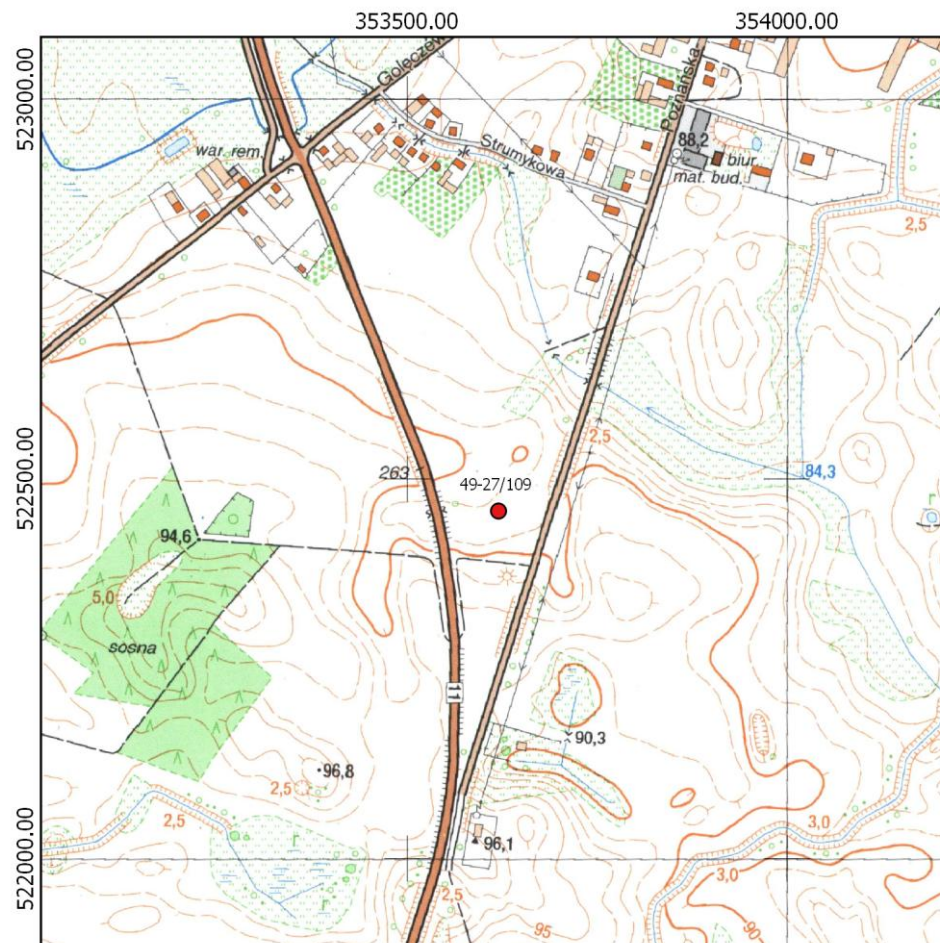 353500.00 354000.00
523000.00
522500.00
522000.00
Golęczew
Poznańska
Strumykowa
war. rem.
88,2
biur.
mat. bud.
2,5
2,5
263
49-27/109
84,3
94,6
5,0
sosna
11
90,3
96,8
2,5
2,5
96,1
3,0
3,0
2,5
95
90
r
r
r